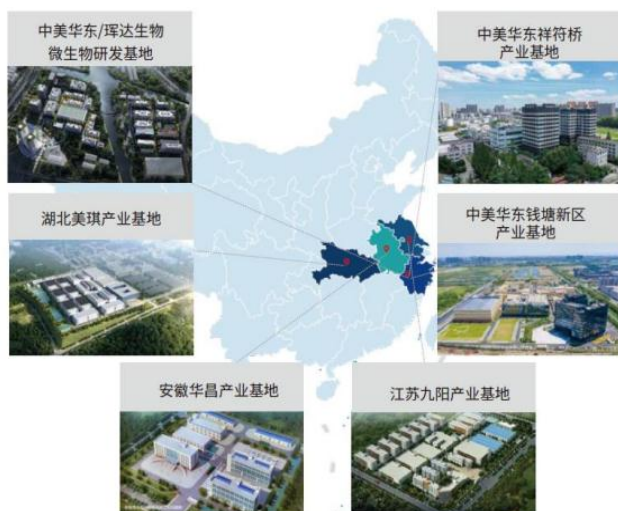 中美华东/珲达生物
微生物研发基地
中美华东祥符桥
产业基地
湖北美琪产业基地
中美华东钱塘新区
产业基地
安徽华昌产业基地
江苏九阳产业基地